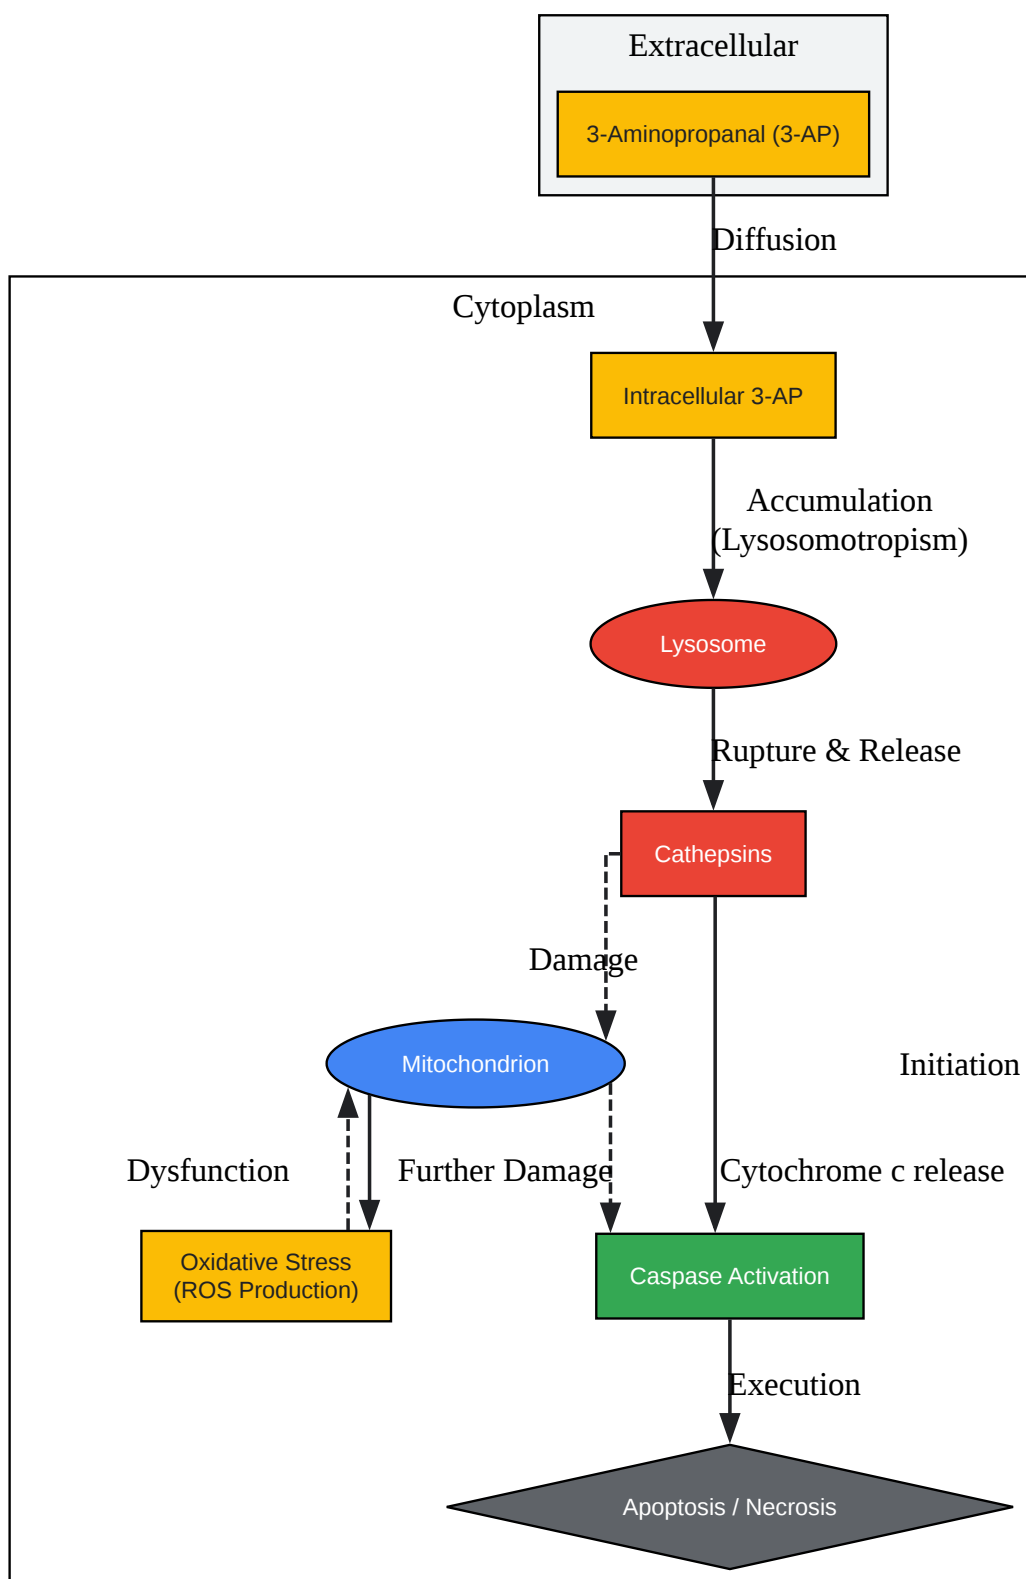 Extracellular
3-Aminopropanal (3-AP)
Diffusion
Cytoplasm
Intracellular 3-AP
Accumulation
(Lysosomotropism)
Lysosome
Rupture & Release
Cathepsins
Damage
Mitochondrion
Initiation
Dysfunction
Further Damage
Cytochrome c release
Oxidative Stress
(ROS Production)
Caspase Activation
Execution
Apoptosis / Necrosis